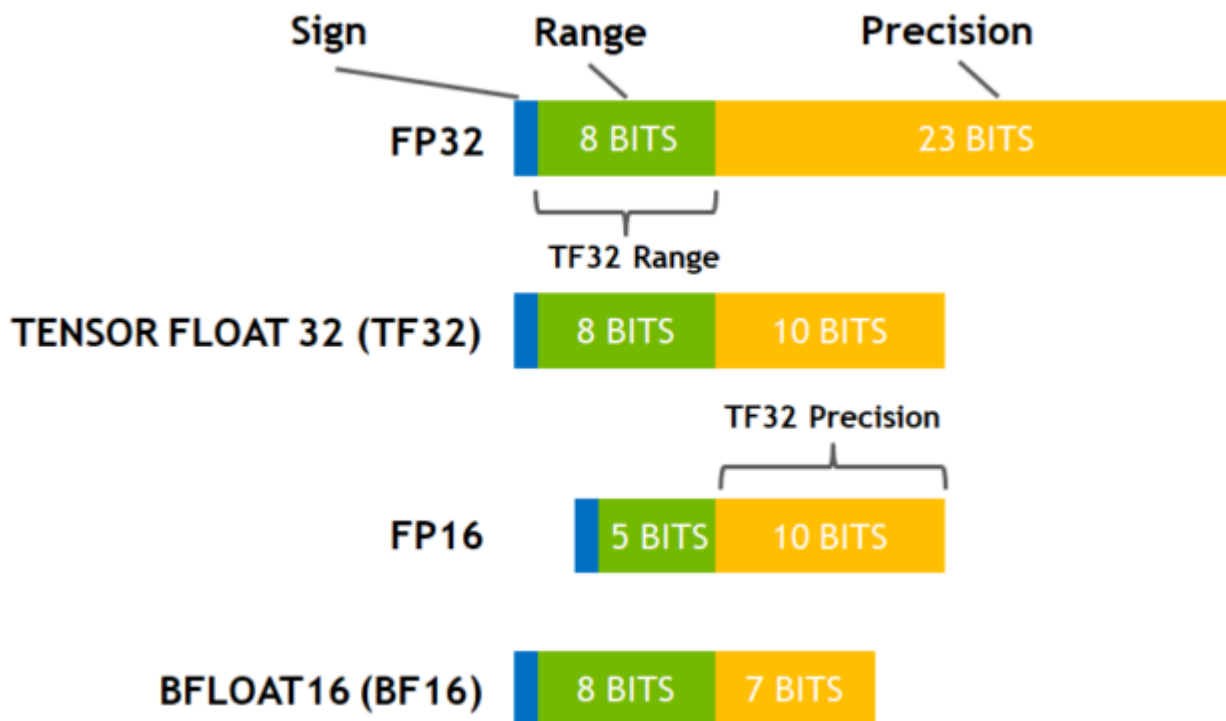 Sign Range Precision
FP32 8 BITS 23 BITS
TF32 Range
TENSOR FLOAT 32 (TF32) 8 BITS 10 BITS
TF32 Precision
FP16 5 BITS 10 BITS
BFLOAT16 (BF16) 8 BITS 7 BITS